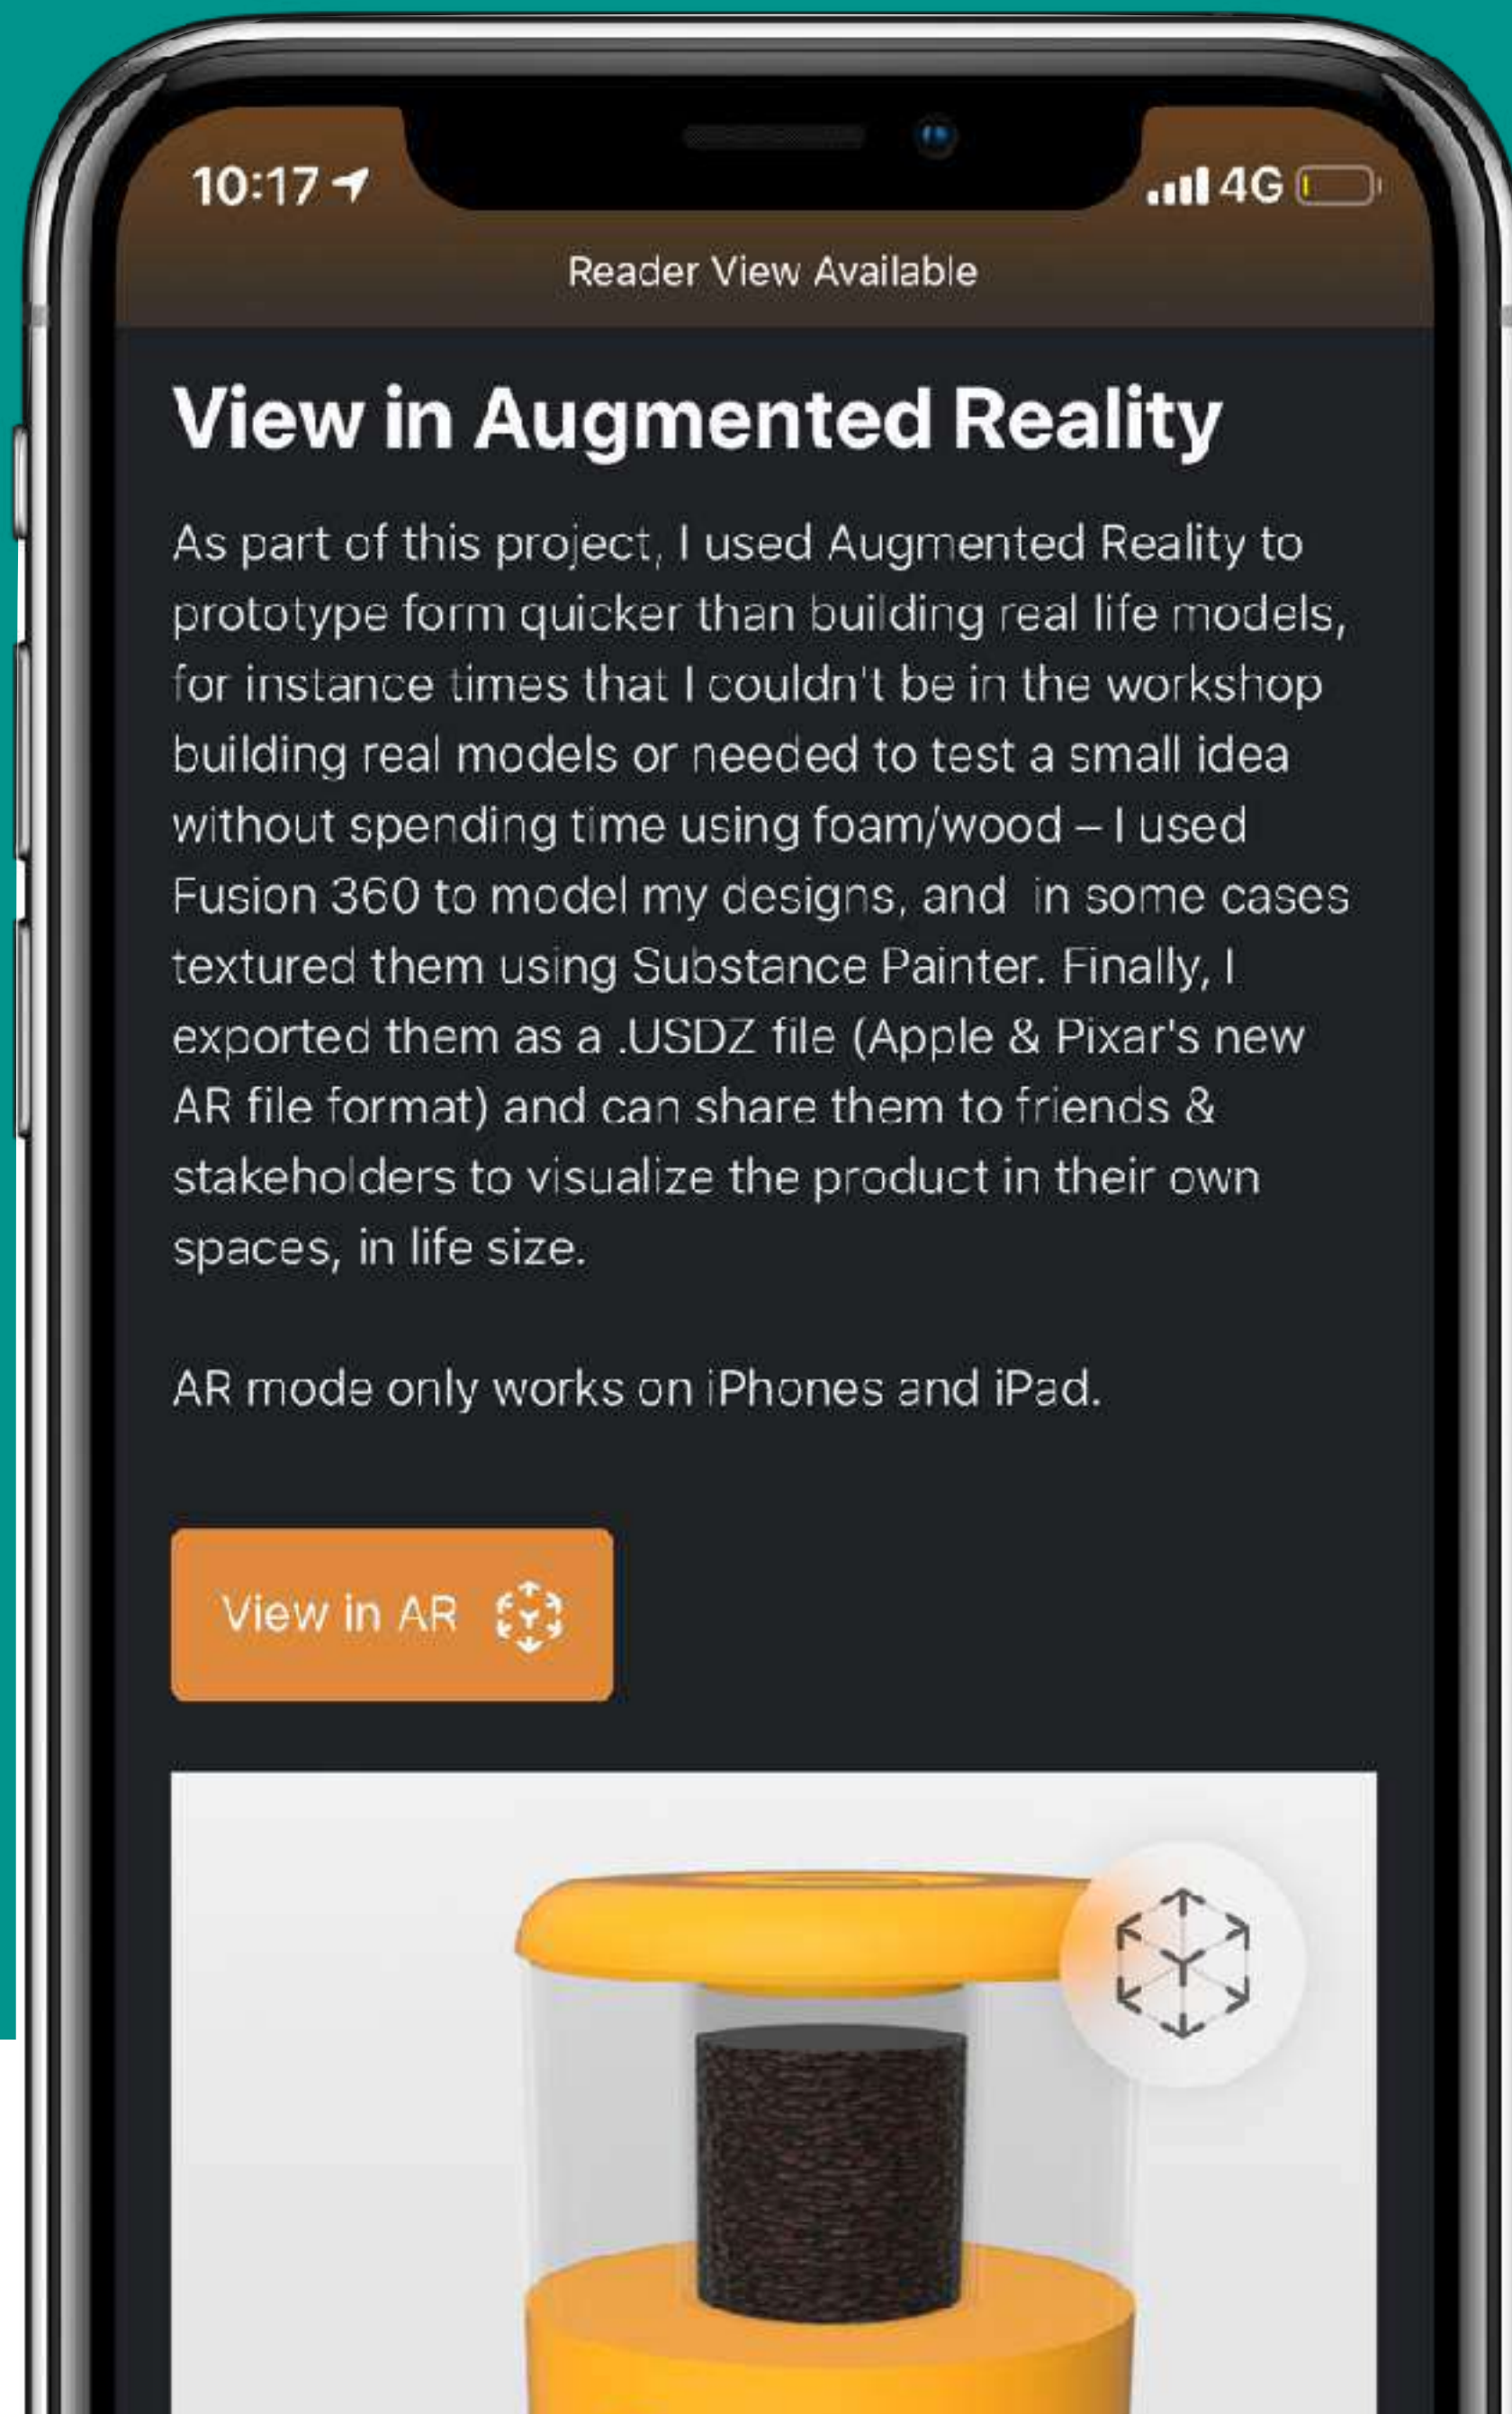 10:17 4G
Reader View Available
View in Augmented Reality
As part of this project, I used Augmented Reality to
prototype form quicker than building real life models,
for instance times that I couldn't be in the workshop
building real models or needed to test a small idea
without spending time using foam/wood – I used
Fusion 360 to model my designs, and  in some cases
textured them using Substance Painter. Finally, I
exported them as a .USDZ file (Apple & Pixar's new
AR file format) and can share them to friends &
stakeholders to visualize the product in their own
spaces, in life size.
AR mode only works on iPhones and iPad.
View in AR